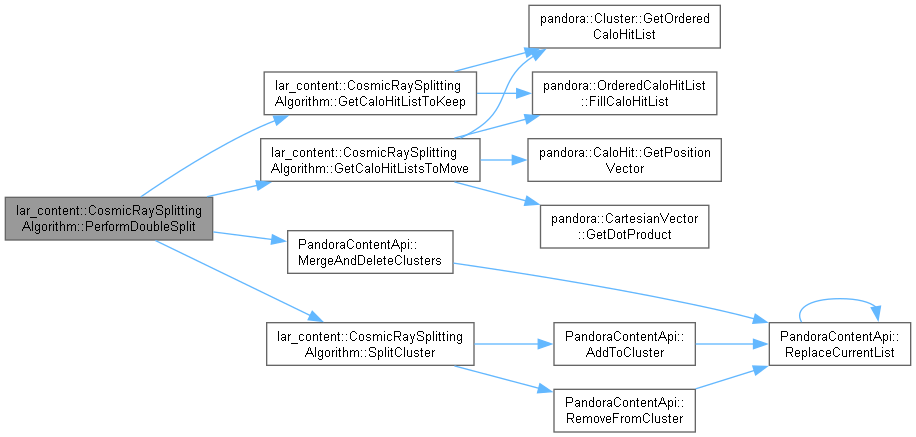 lar_content::CosmicRaySplitting
Algorithm::PerformDoubleSplit
lar_content::CosmicRaySplitting
Algorithm::GetCaloHitListToKeep
lar_content::CosmicRaySplitting
Algorithm::GetCaloHitListsToMove
PandoraContentApi::
MergeAndDeleteClusters
lar_content::CosmicRaySplitting
Algorithm::SplitCluster
pandora::Cluster::GetOrdered
CaloHitList
pandora::OrderedCaloHitList
::FillCaloHitList
pandora::CaloHit::GetPosition
Vector
pandora::CartesianVector
::GetDotProduct
PandoraContentApi::
AddToCluster
PandoraContentApi::
RemoveFromCluster
PandoraContentApi::
ReplaceCurrentList